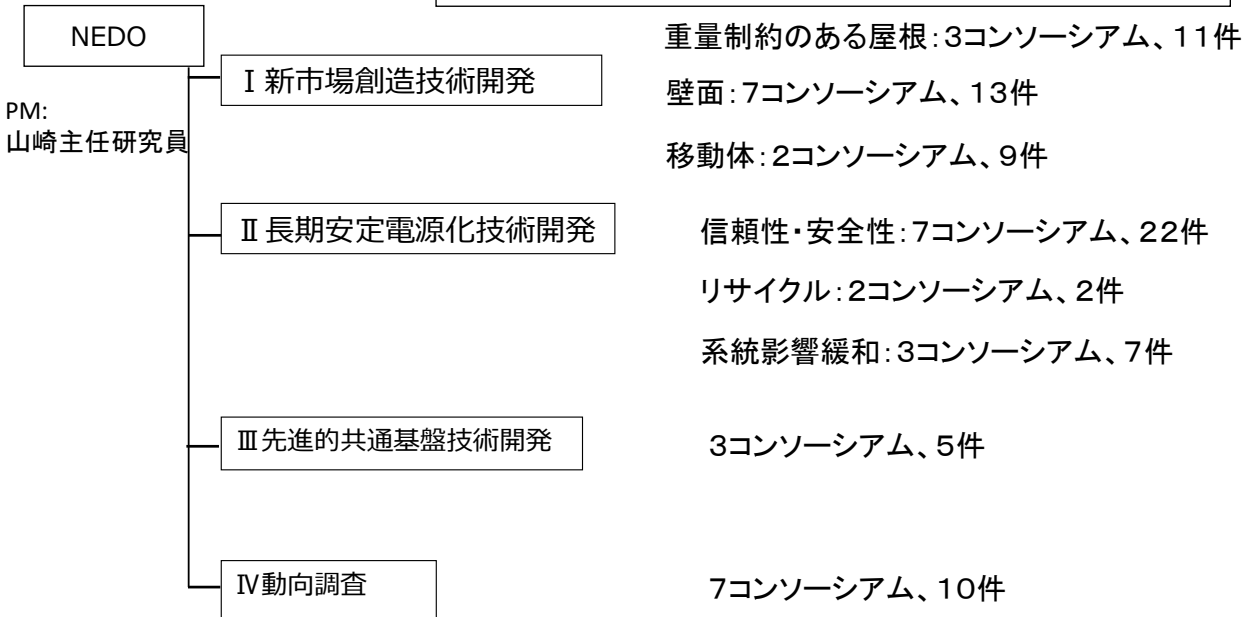 NEDO
PM:
山崎主任研究員
Ⅰ新市場創造技術開発
重量制約のある屋根:3コンソーシアム、11件
壁面:7コンソーシアム、13件
移動体:2コンソーシアム、9件
Ⅱ長期安定電源化技術開発
信頼性・安全性:7コンソーシアム、22件
リサイクル:2コンソーシアム、2件
系統影響緩和:3コンソーシアム、7件
Ⅲ先進的共通基盤技術開発
3コンソーシアム、5件
Ⅳ動向調査
7コンソーシアム、10件